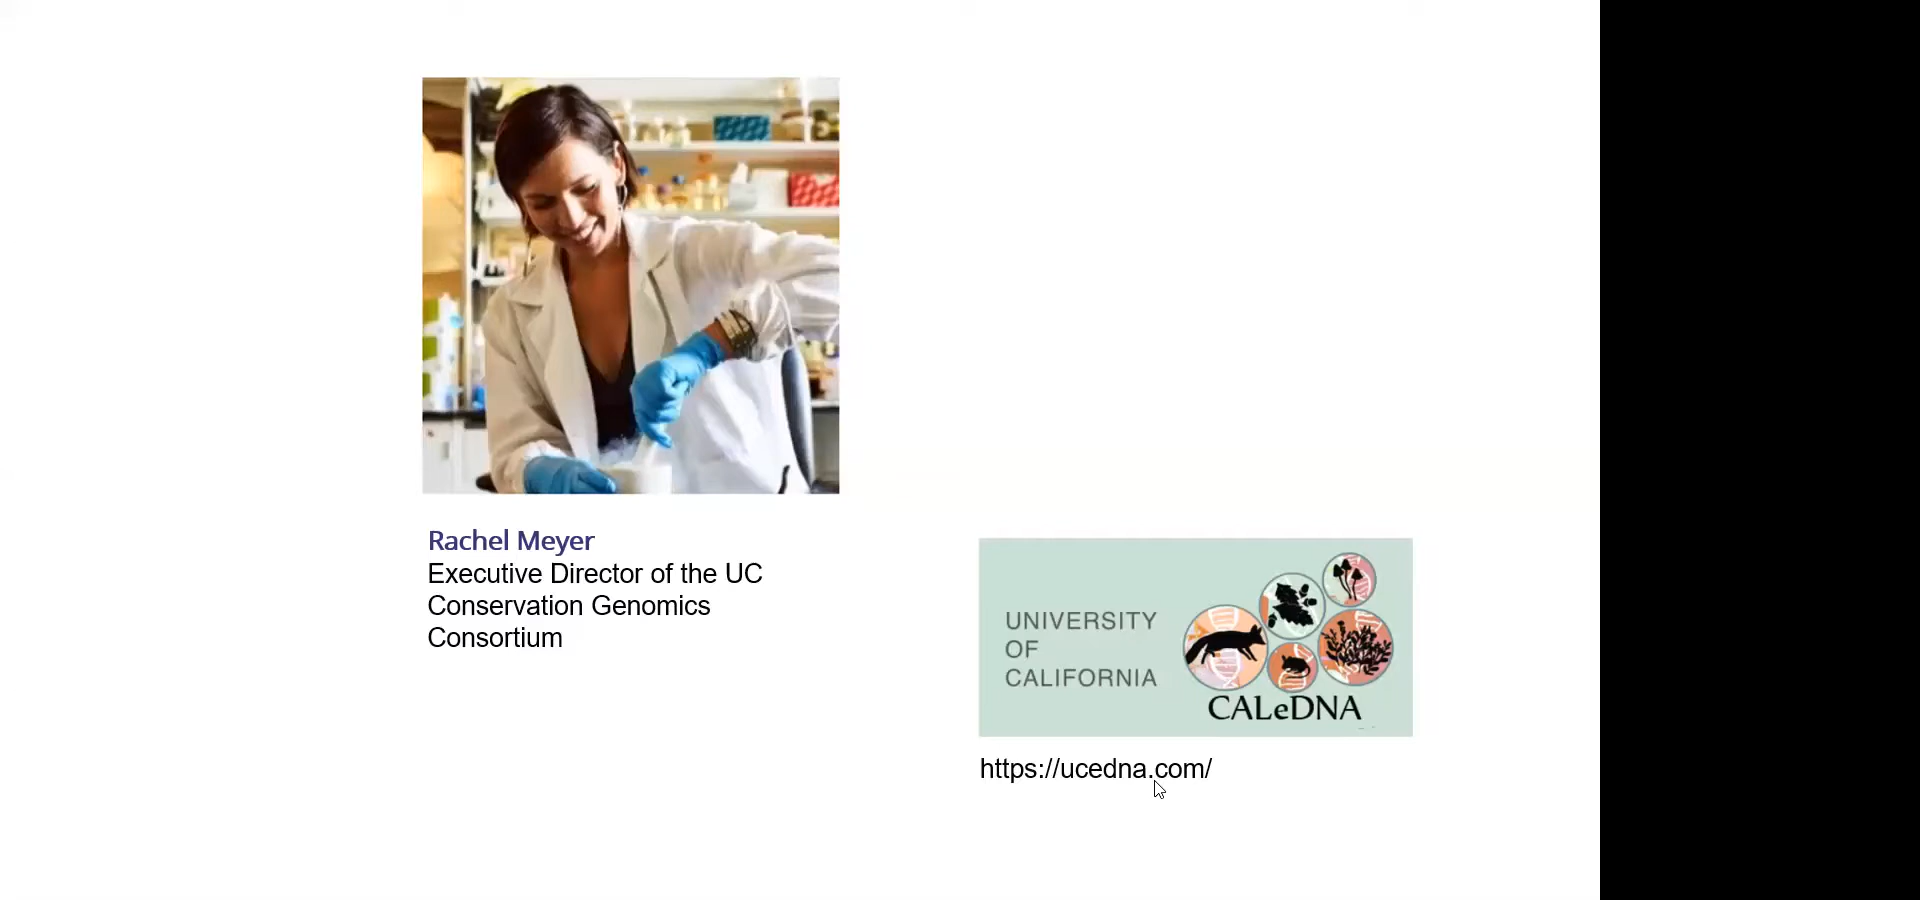 Rachel Meyer
Executive Director of the UC
Conservation Genomics
Consortium
UNIVERSITY
OF
CALIFORNIA
CALeDNA
https://ucedna.com/